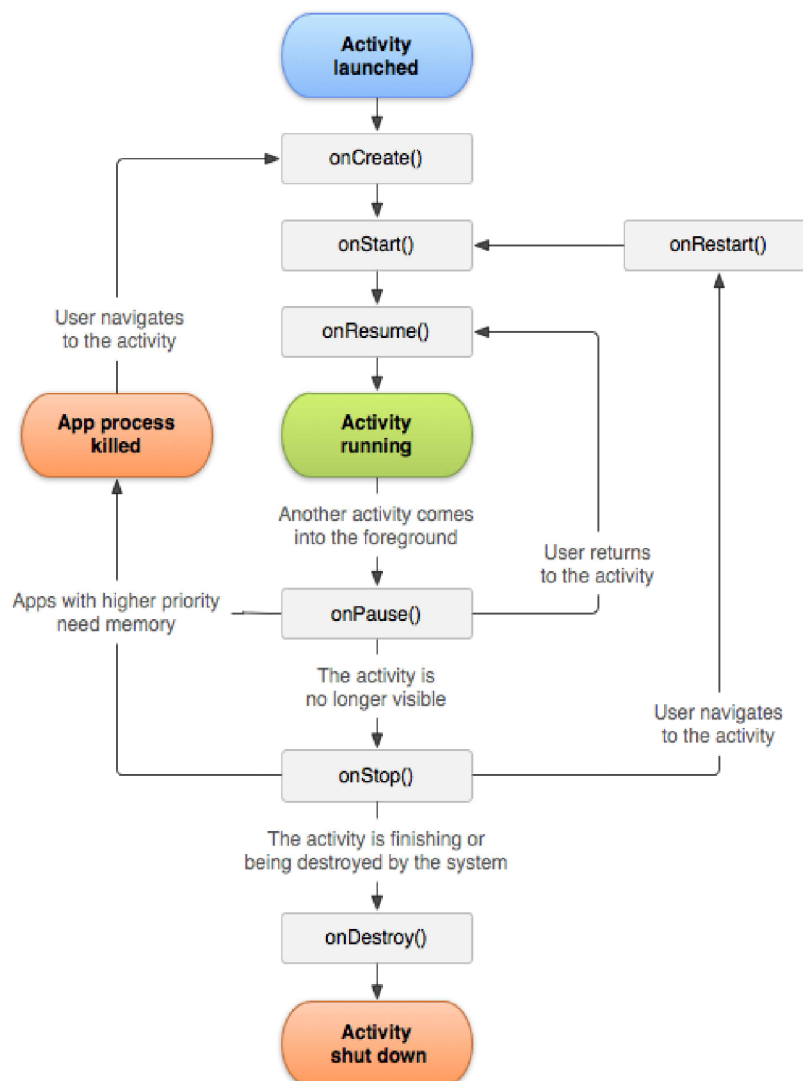 Activity
launched
onCreate()
onStart()
onRestart()
User navigates
to the activity
onResume()
App process
killed
Activity
running
Another activity comes
into the foreground
User returns
to the activity
Apps with higher priority
need memory
onPause()
The activity is
no longer visible
User navigates
to the activity
onStop()
The activity is finishing or
being destroyed by the system
onDestroy()
Activity
shut down